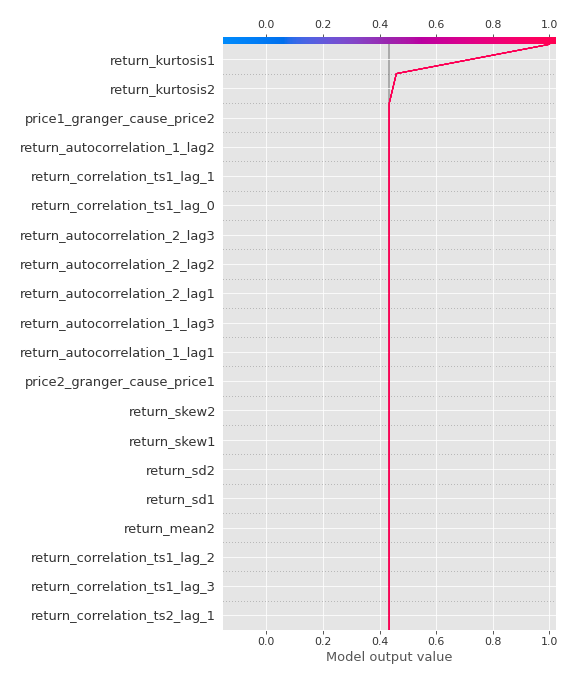 0.0 0.2 0.4 0.6 0.8 1.0
return_kurtosis1
return_kurtosis2
price1_granger_cause_price2
return_autocorrelation_1_lag2
return_correlation_ts1_lag_1
return_correlation_ts1_lag_0
return_autocorrelation_2_lag3
return_autocorrelation_2_lag2
return_autocorrelation_2_lag1
return_autocorrelation_1_lag3
return_autocorrelation_1_lag1
price2_granger_cause_price1
return_skew2
return_skew1
return_sd2
return_sd1
return_mean2
return_correlation_ts1_lag_2
return_correlation_ts1_lag_3
return_correlation_ts2_lag_1
0.0 0.2 0.4 0.6 0.8 1.0
Model output value